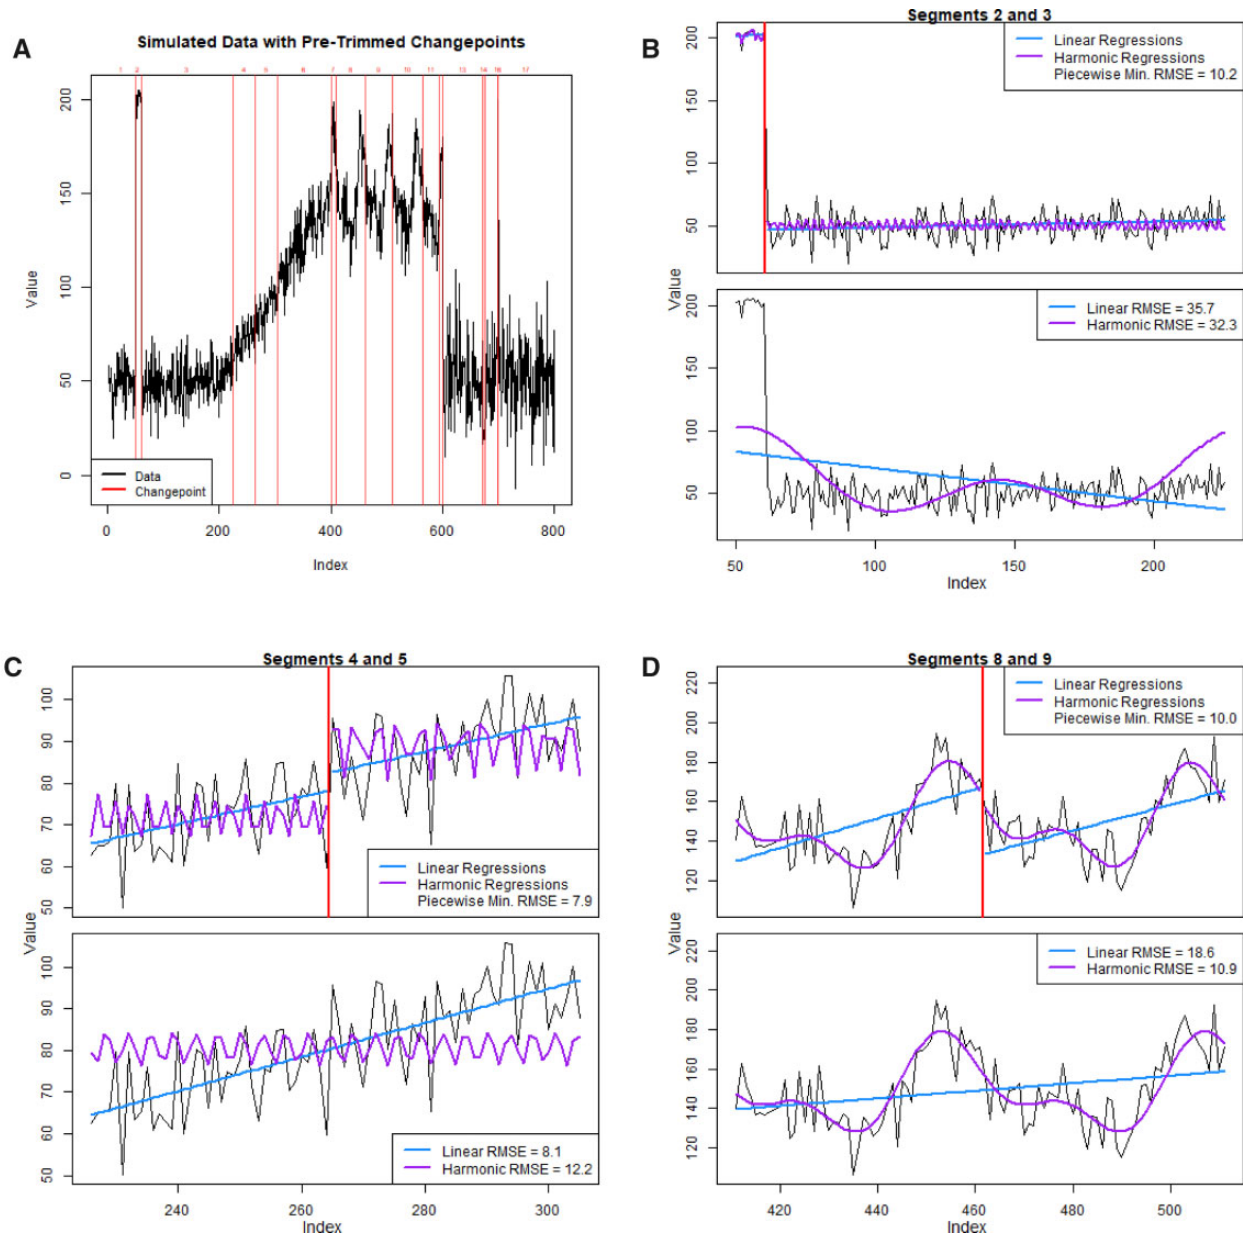 A
Simulated Data with Pre-Trimmed Changepoints
1 2 3 4 5 6 7 8 9 10 11 13 14 16 17
200
150
100
50
0
Value
Data
Changepoint
0 200 400 600 800
Index
B
Segments 2 and 3
200
150
100
50
Linear Regressions
Harmonic Regressions
Piecewise Min. RMSE = 10.2
Value
200
150
100
50
Linear RMSE = 35.7
Harmonic RMSE = 32.3
50 100 150 200
Index
C
Segments 4 and 5
100
90
80
70
60
50
Linear Regressions
Harmonic Regressions
Piecewise Min. RMSE = 7.9
Value
100
90
80
70
60
50
Linear RMSE = 8.1
Harmonic RMSE = 12.2
240 260 280 300
Index
D
Segments 8 and 9
220
200
180
160
140
120
Linear Regressions
Harmonic Regressions
Piecewise Min. RMSE = 10.0
Value
220
200
180
160
140
120
Linear RMSE = 18.6
Harmonic RMSE = 10.9
420 440 460 480 500
Index